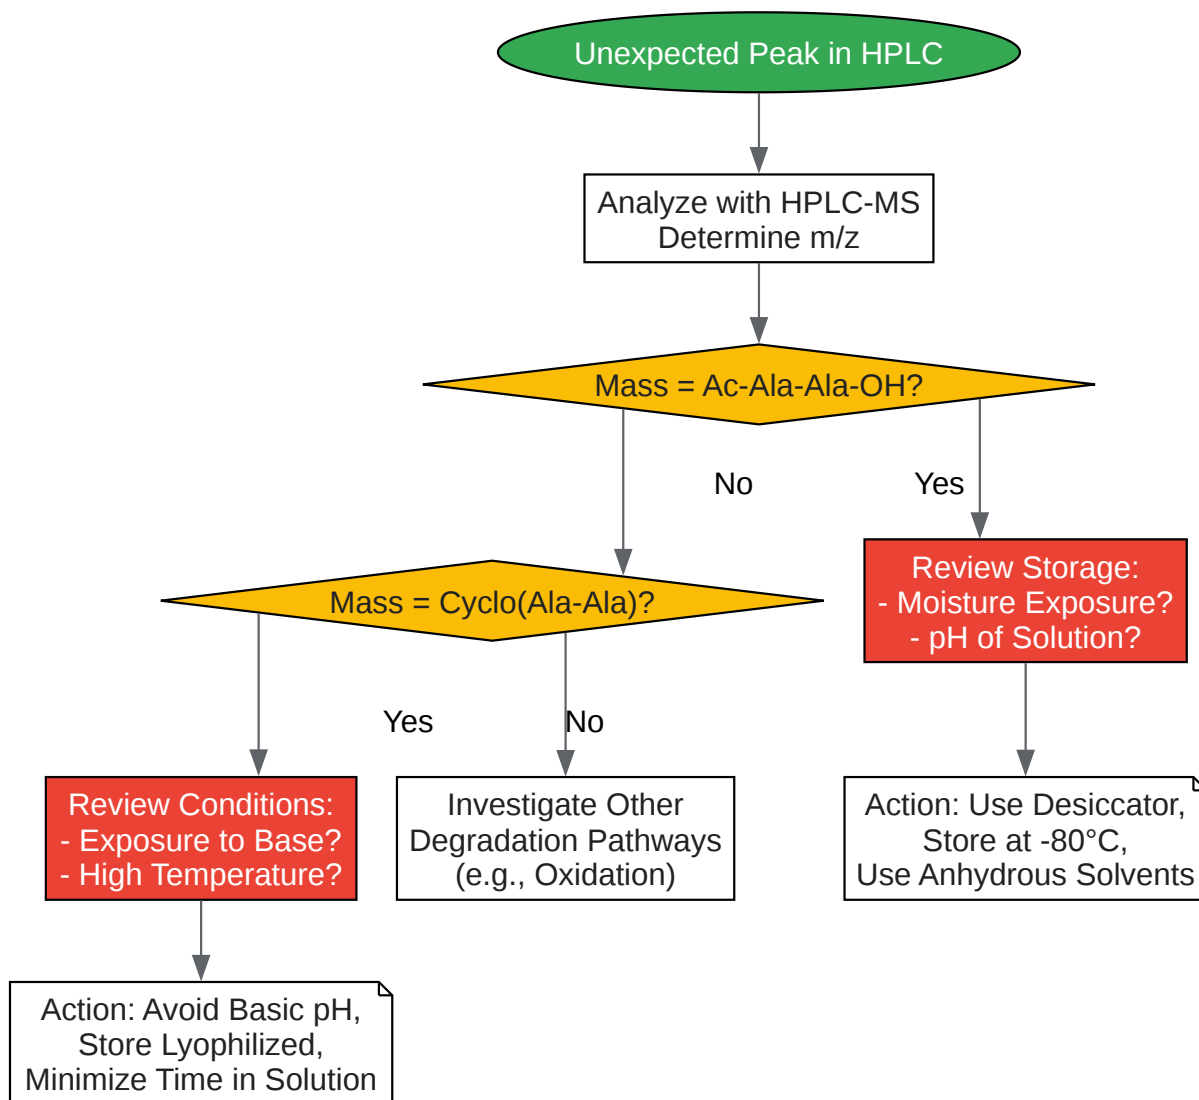 Unexpected Peak in HPLC
Analyze with HPLC-MS
Determine m/z
Mass = Ac-Ala-Ala-OH?
No
Yes
Review Storage:
- Moisture Exposure?
- pH of Solution?
Mass = Cyclo(Ala-Ala)?
Yes
No
Review Conditions:
- Exposure to Base?
- High Temperature?
Investigate Other
Degradation Pathways
(e.g., Oxidation)
Action: Use Desiccator,
Store at -80°C,
Use Anhydrous Solvents
Action: Avoid Basic pH,
Store Lyophilized,
Minimize Time in Solution